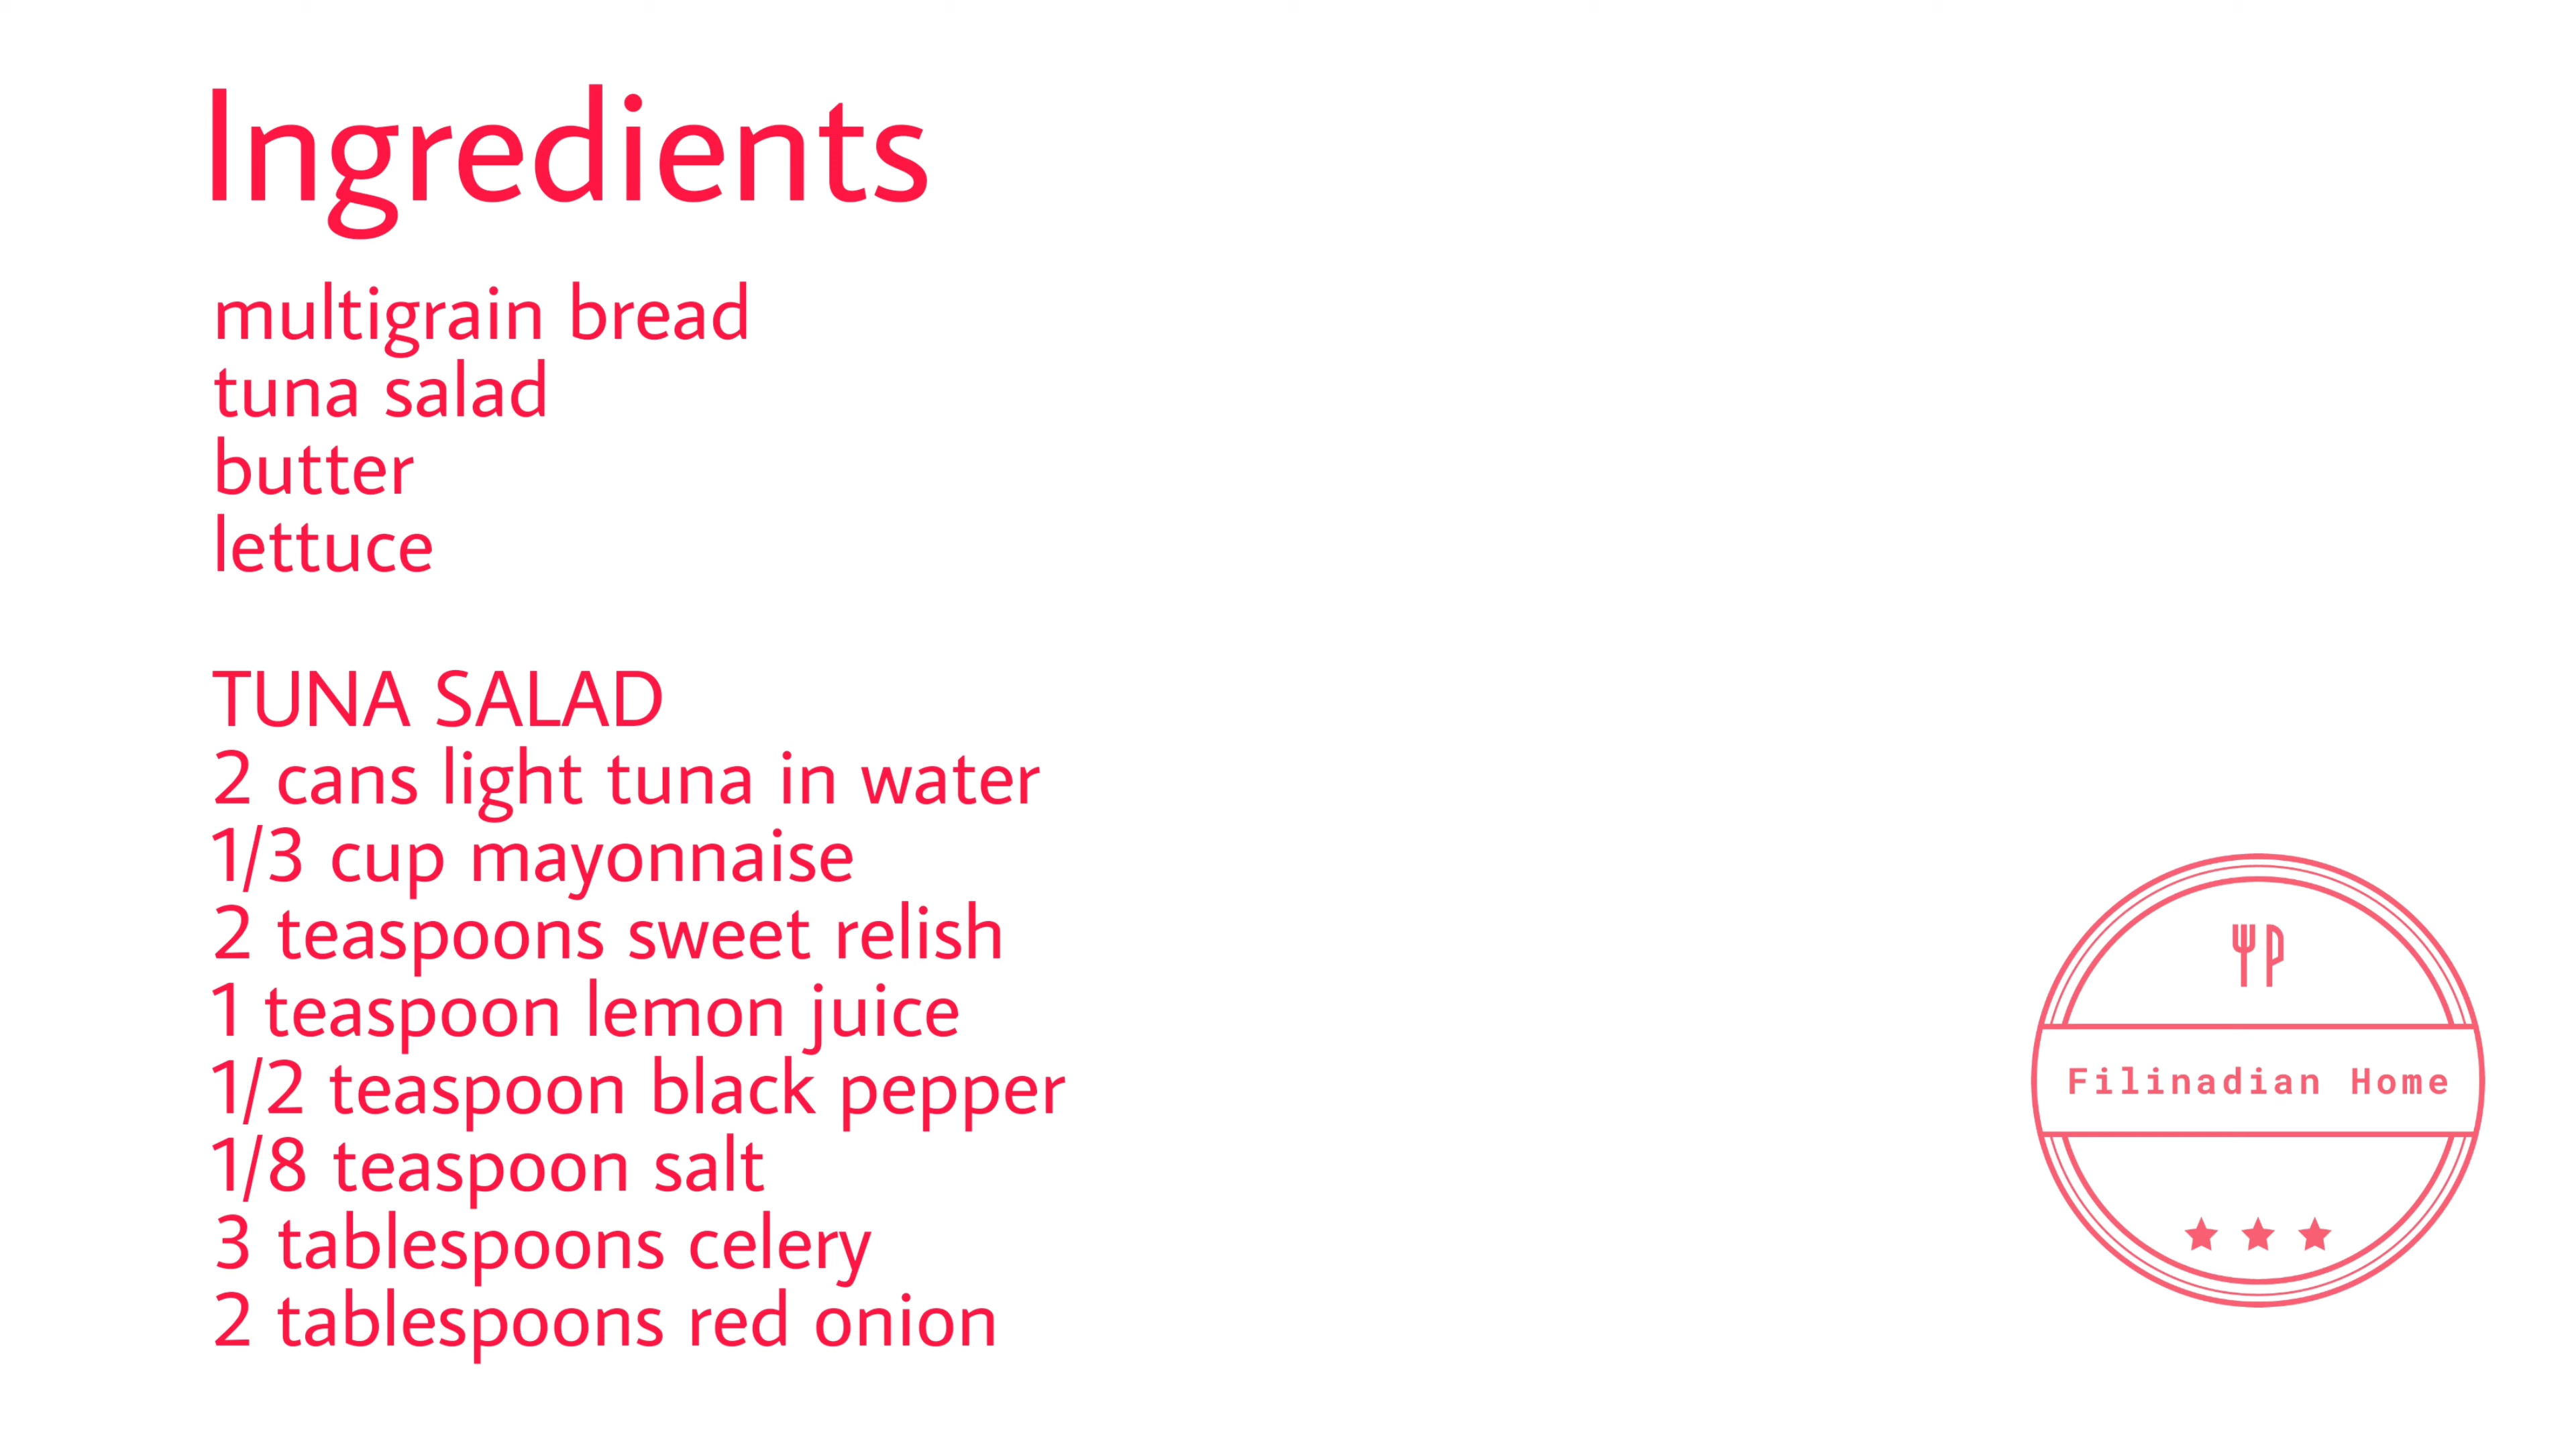 Ingredients
multigrain bread
tuna salad
butter
lettuce
TUNA SALAD
2 cans light tuna in water
1/3 cup mayonnaise
2 teaspoons sweet relish
1 teaspoon lemon juice
1/2 teaspoon black pepper
1/8 teaspoon salt
3 tablespoons celery
2 tablespoons red onion
Filinadian Home